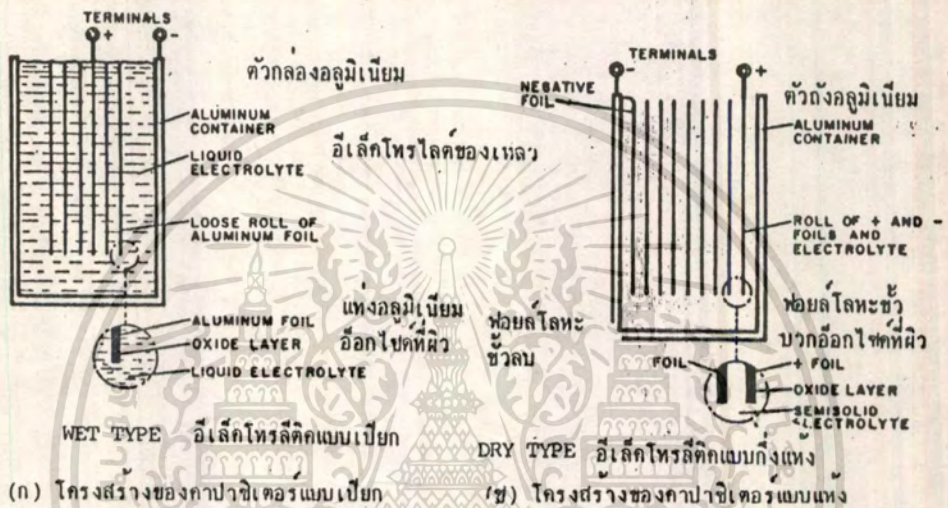 TERMINALS
+ -
ตัวกล่องอลูมิเนียม
ALUMINUM
CONTAINER
LIQUID
ELECTROLYTE
อีเล็คโทรไลต์ของเหลว
LOOSE ROLL OF
ALUMINUM FOIL
ALUMINUM FOIL
OXIDE LAYER
LIQUID ELECTROLYTE
แท่งอลูมิเนียม
อ๊อกไซด์ที่ผิว
WET TYPE อีเล็คโทรลีติคแบบเปียก
(ก) โครงสร้างของคาปาซิเตอร์แบบเปียก
TERMINALS
- +
NEGATIVE
FOIL
ตัวถังอลูมิเนียม
ALUMINUM
CONTAINER
ROLL OF + AND -
FOILS AND
ELECTROLYTE
ฟอยล์โลหะ
ขั้วลบ
ฟอยล์โลหะขั้ว
บวกอ๊อกไซด์ที่ผิว
FOIL
+ FOIL
OXIDE LAYER
SEMISOLID
ELECTROLYTE
DRY TYPE อีเล็คโทรลีติคแบบกึ่งแห้ง
(ข) โครงสร้างของคาปาซิเตอร์แบบแห้ง